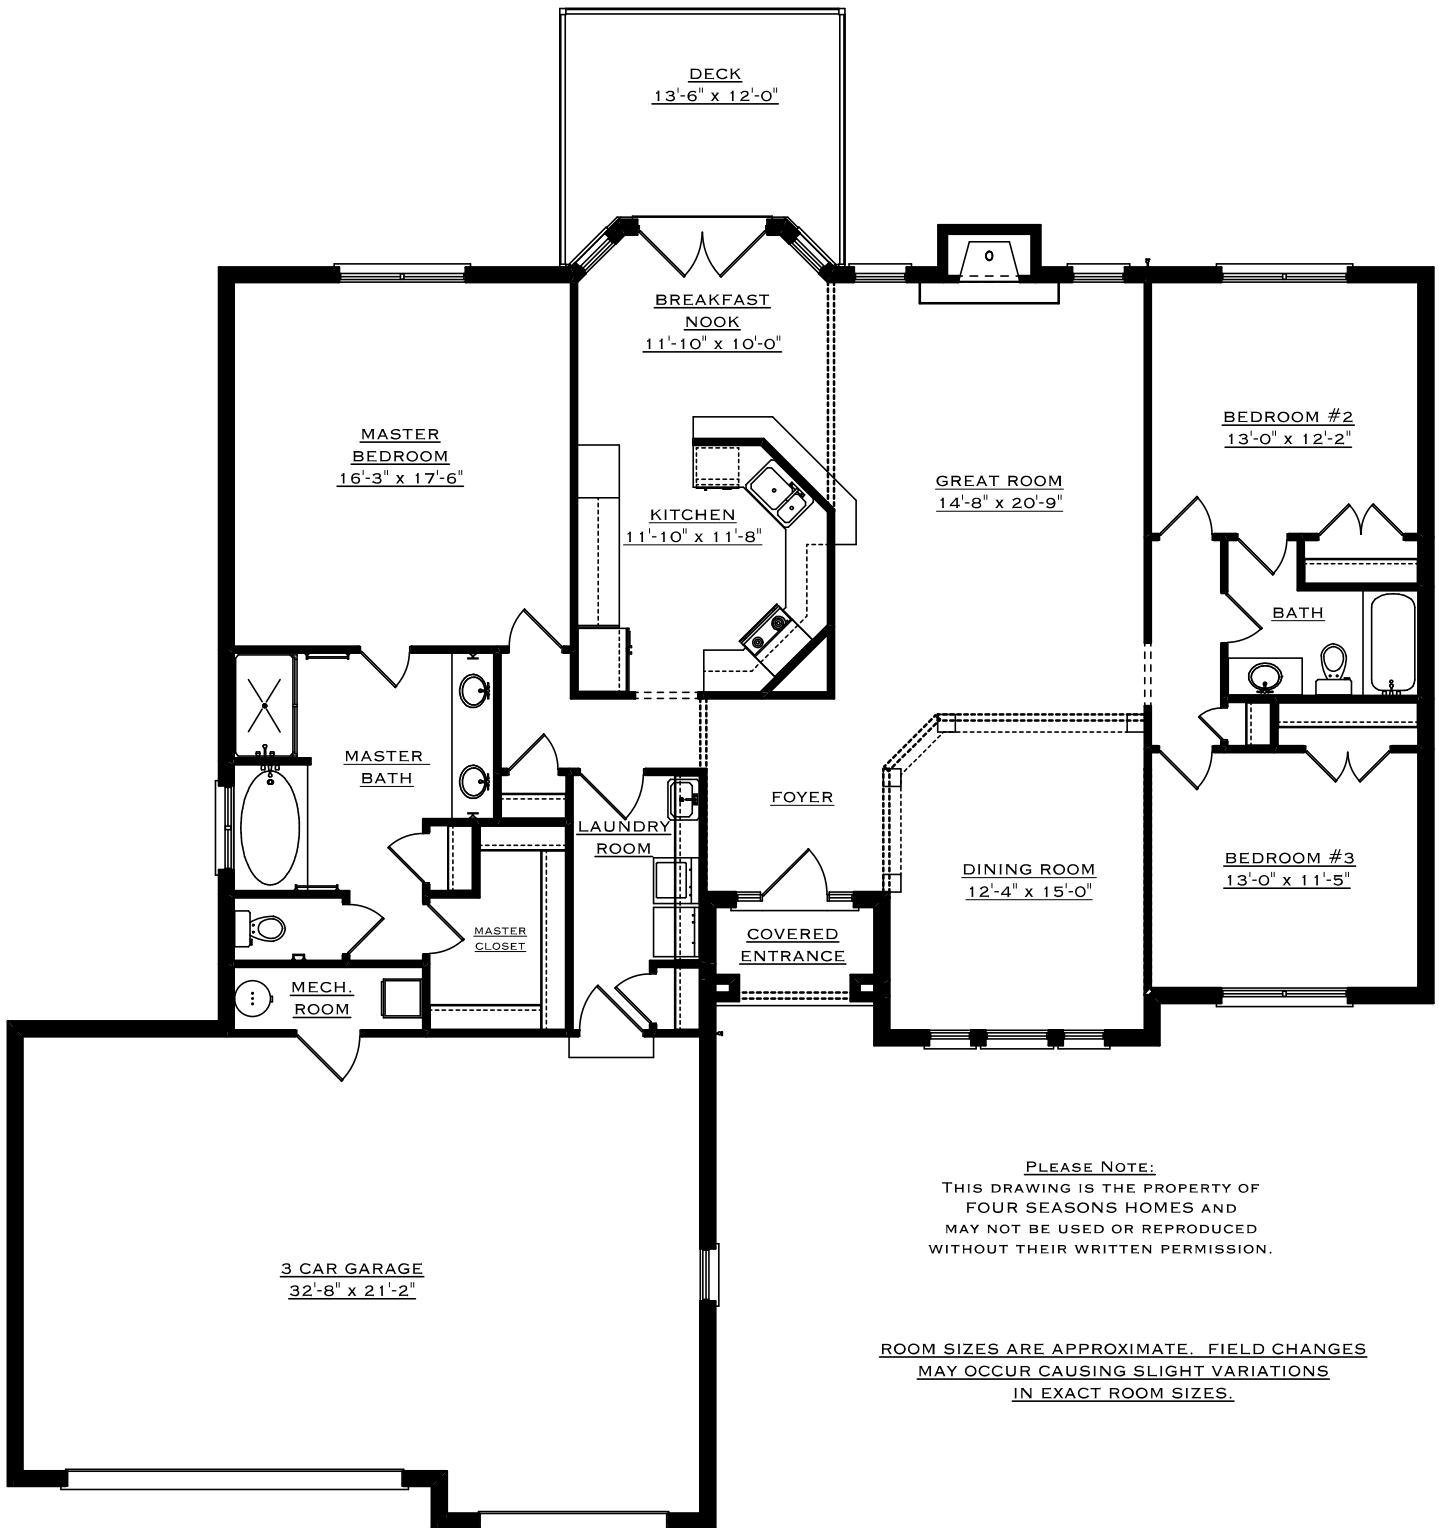 DECK
13'-6" x 12'-0"
BREAKFAST
NOOK
11'-10" x 10'-0"
MASTER
BEDROOM
16'-3" x 17'-6"
KITCHEN
11'-10" x 11'-8"
GREAT ROOM
14'-8" x 20'-9"
BEDROOM #2
13'-0" x 12'-2"
BATH
MASTER
BATH
FOYER
LAUNDRY
ROOM
DINING ROOM
12'-4" x 15'-0"
BEDROOM #3
13'-0" x 11'-5"
MASTER
CLOSET
COVERED
ENTRANCE
MECH.
ROOM
3 CAR GARAGE
32'-8" x 21'-2"
PLEASE NOTE:
THIS DRAWING IS THE PROPERTY OF
FOUR SEASONS HOMES AND
MAY NOT BE USED OR REPRODUCED
WITHOUT THEIR WRITTEN PERMISSION.
ROOM SIZES ARE APPROXIMATE. FIELD CHANGES
MAY OCCUR CAUSING SLIGHT VARIATIONS
IN EXACT ROOM SIZES.